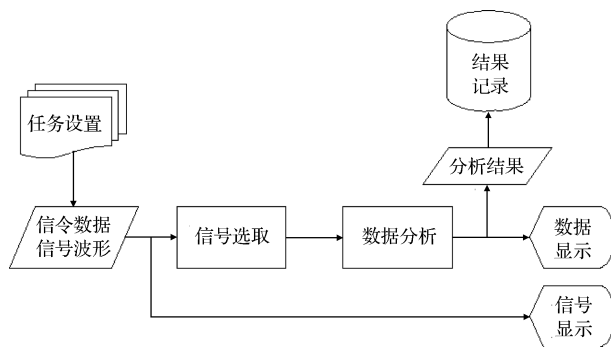 结果
记录
任务设置
分析结果
信令数据
信号波形
信号选取
数据分析
数据
显示
信号
显示